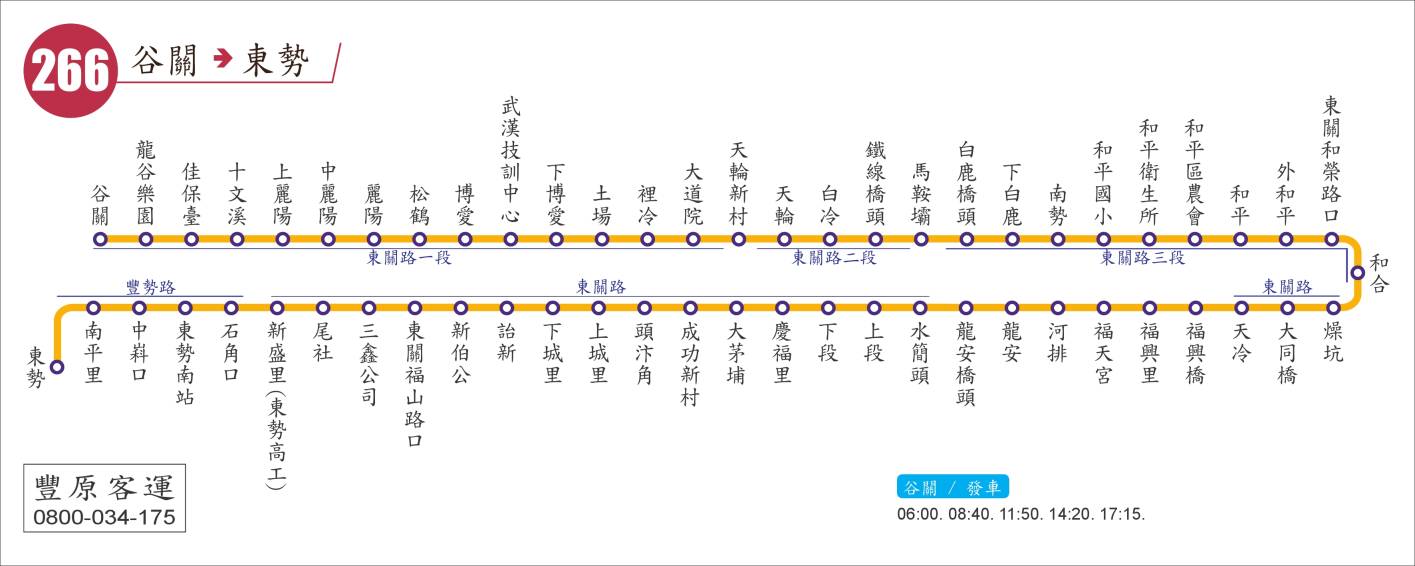 266 谷關 ➔ 東勢
谷關
龍谷樂園
佳保臺
十文溪
上麗陽
中麗陽
麗陽
松鶴
博愛
武漢技訓中心
下博愛
土場
裡冷
大道院
天輪新村
天輪
白冷
鐵線橋頭
馬鞍壩
白鹿橋頭
下白鹿
南勢
和平國小
和平衛生所
和平區農會
和平
外和平
東關和榮路口
東關路一段
東關路二段
東關路三段
和合
東關路
燥坑
大同橋
天冷
福興橋
福興里
福天宮
河排
龍安
龍安橋頭
東關路
水簡頭
上段
下段
慶福里
大茅埔
成功新村
頭汴角
上城里
下城里
詒新
新伯公
東關福山路口
三鑫公司
尾社
新盛里(東勢高工)
豐勢路
石角口
東勢南站
中嵙口
南平里
東勢
豐原客運
0800-034-175
谷關 / 發車
06:00. 08:40. 11:50. 14:20. 17:15.